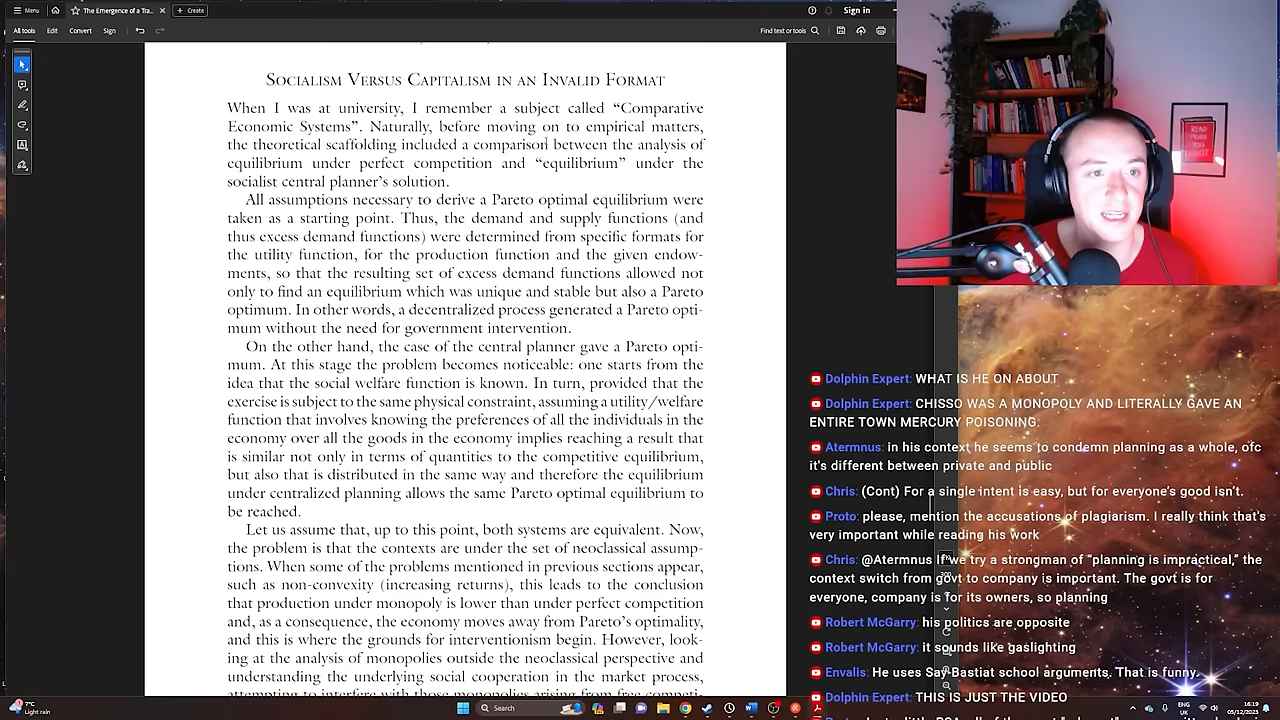 Menu
The Emergence of a Tra...
Create
Sign in
All tools Edit Convert Sign
Find text or tools
SOCIALISM VERSUS CAPITALISM IN AN INVALID FORMAT
When I was at university, I remember a subject called “Comparative
Economic Systems”. Naturally, before moving on to empirical matters,
the theoretical scaffolding included a comparison between the analysis of
equilibrium under perfect competition and “equilibrium” under the
socialist central planner’s solution.
All assumptions necessary to derive a Pareto optimal equilibrium were
taken as a starting point. Thus, the demand and supply functions (and
thus excess demand functions) were determined from specific formats for
the utility function, for the production function and the given endow-
ments, so that the resulting set of excess demand functions allowed not
only to find an equilibrium which was unique and stable but also a Pareto
optimum. In other words, a decentralized process generated a Pareto opti-
mum without the need for government intervention.
On the other hand, the case of the central planner gave a Pareto opti-
mum. At this stage the problem becomes noticeable: one starts from the
idea that the social welfare function is known. In turn, provided that the
exercise is subject to the same physical constraint, assuming a utility/welfare
function that involves knowing the preferences of all the individuals in the
economy over all the goods in the economy implies reaching a result that
is similar not only in terms of quantities to the competitive equilibrium,
but also that is distributed in the same way and therefore the equilibrium
under centralized planning allows the same Pareto optimal equilibrium to
be reached.
Let us assume that, up to this point, both systems are equivalent. Now,
the problem is that the contexts are under the set of neoclassical assump-
tions. When some of the problems mentioned in previous sections appear,
such as non-convexity (increasing returns), this leads to the conclusion
that production under monopoly is lower than under perfect competition
and, as a consequence, the economy moves away from Pareto’s optimality,
and this is where the grounds for interventionism begin. However, look-
ing at the analysis of monopolies outside the neoclassical perspective and
understanding the underlying social cooperation in the market process,
attempting to interfere with those monopolies arising from free competi-
READ
MORE
Dolphin Expert: WHAT IS HE ON ABOUT
Dolphin Expert: CHISSO WAS A MONOPOLY AND LITERALLY GAVE AN
ENTIRE TOWN MERCURY POISONING:
Atermnus: in his context he seems to condemn planning as a whole, ofc
it's different between private and public
Chris: (Cont) For a single intent is easy, but for everyone’s good isn’t.
Proto: please, mention the accusations of plagiarism. I really think that's
very important while reading his work
Chris: @Atermnus If we try a strongman of “planning is impractical,” the
context switch from govt to company is important. The govt is for
everyone, company is for its owners, so planning
Robert McGarry: his politics are opposite
Robert McGarry: it sounds like gaslighting
Envalis: He uses Say-Bastiat school arguments. That is funny.
Dolphin Expert: THIS IS JUST THE VIDEO
7°C
Light rain
Search
ENG
UK
16:19
05/12/2023